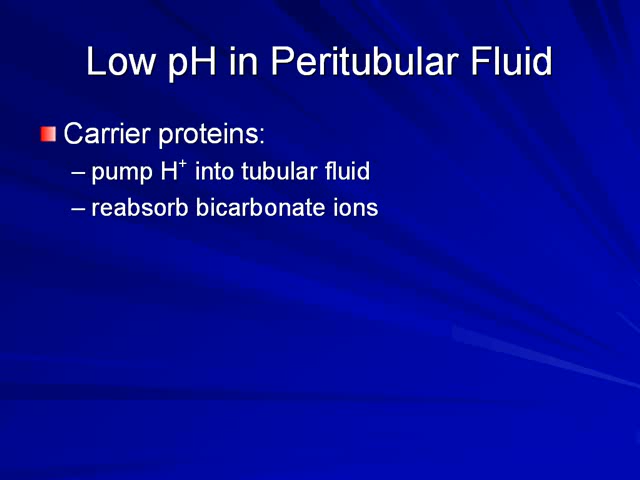 Low pH in Peritubular Fluid
Carrier proteins:
– pump H⁺ into tubular fluid
– reabsorb bicarbonate ions